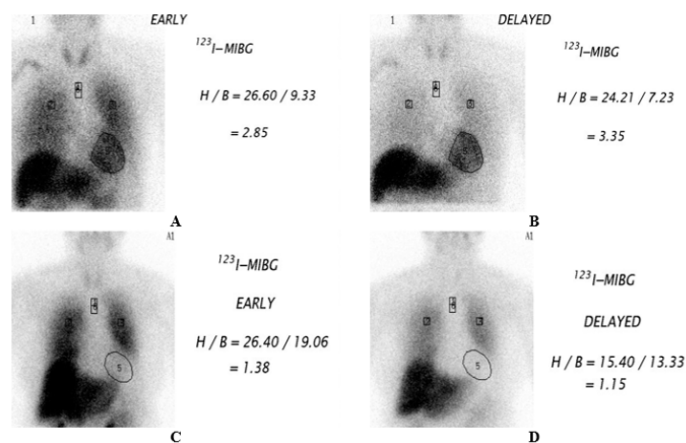 1
EARLY
¹²³I–MIBG
H / B = 26.60 / 9.33
= 2.85
A
1
DELAYED
¹²³I–MIBG
H / B = 24.21 / 7.23
= 3.35
B
A1
¹²³I–MIBG
EARLY
H / B = 26.40 / 19.06
= 1.38
5
C
A1
¹²³I–MIBG
DELAYED
H / B = 15.40 / 13.33
= 1.15
5
D